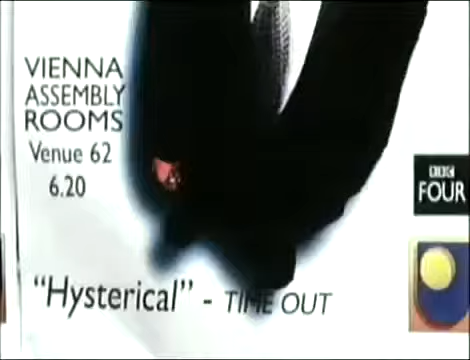 VIENNA
ASSEMBLY
ROOMS
Venue 62
6.20
BBC
FOUR
"Hysterical" - TIME OUT